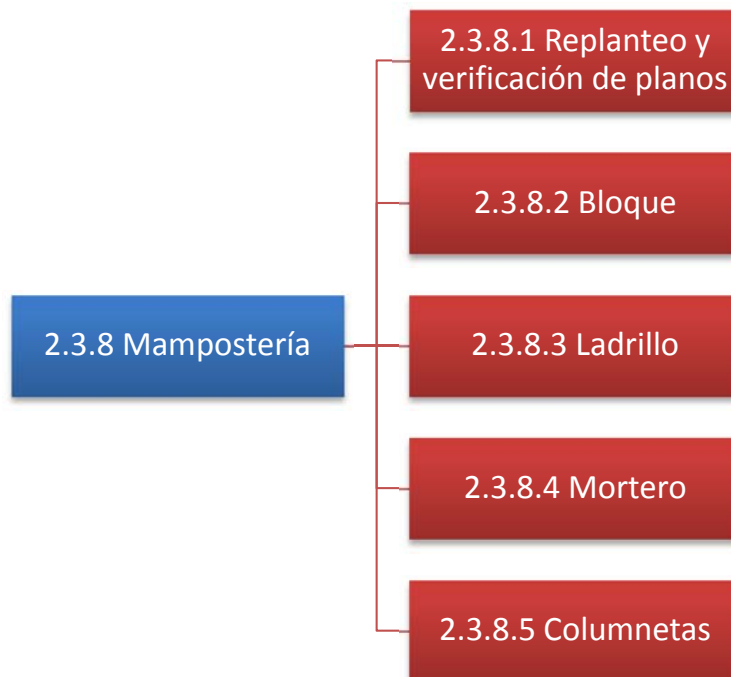 2.3.8.1 Replanteo y
verificación de planos
2.3.8.2 Bloque
2.3.8 Mampostería
2.3.8.3 Ladrillo
2.3.8.4 Mortero
2.3.8.5 Columnetas